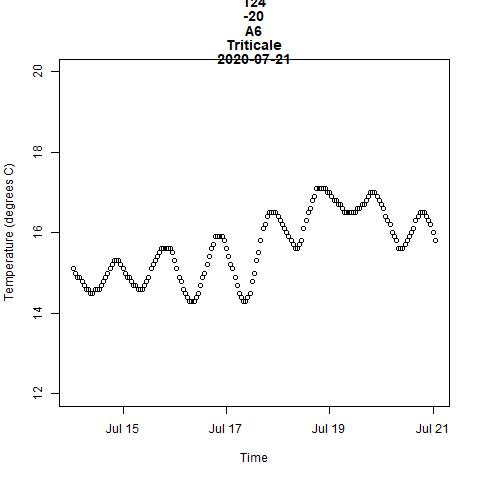 124
-20
A6
Triticale
2020-07-21
Temperature (degrees C)
20
18
16
14
12
Jul 15
Jul 17
Jul 19
Jul 21
Time